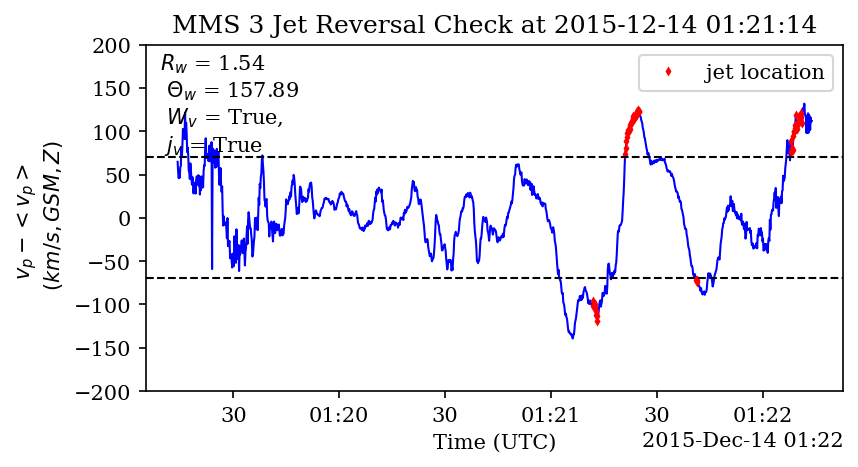 MMS 3 Jet Reversal Check at 2015-12-14 01:21:14
R_w = 1.54
Θ_w = 157.89
W_v = True,
j_v = True
jet location
v_p − <v_p>
(km/s, GSM, Z)
200
150
100
50
0
−50
−100
−150
−200
30
01:20
30
01:21
30
01:22
Time (UTC)
2015-Dec-14 01:22